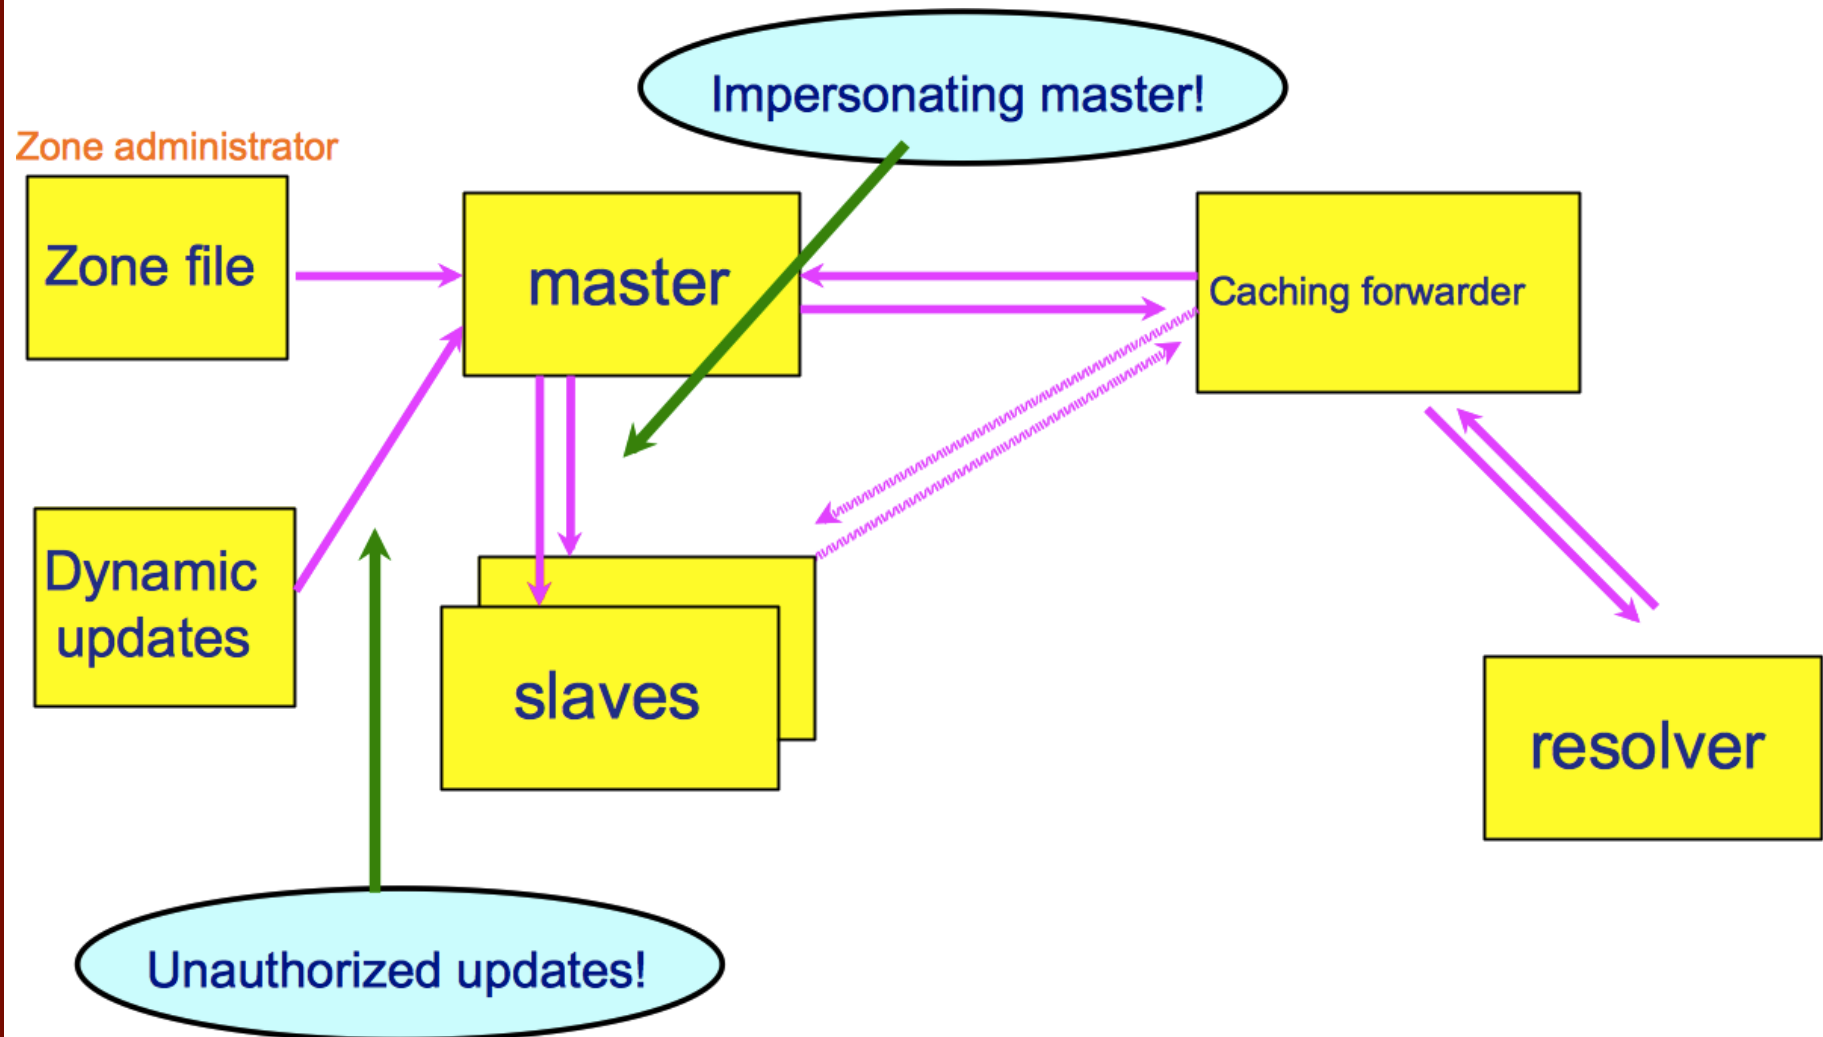 Impersonating master!
Zone administrator
Zone file
master
Caching forwarder
Dynamic
updates
slaves
resolver
Unauthorized updates!